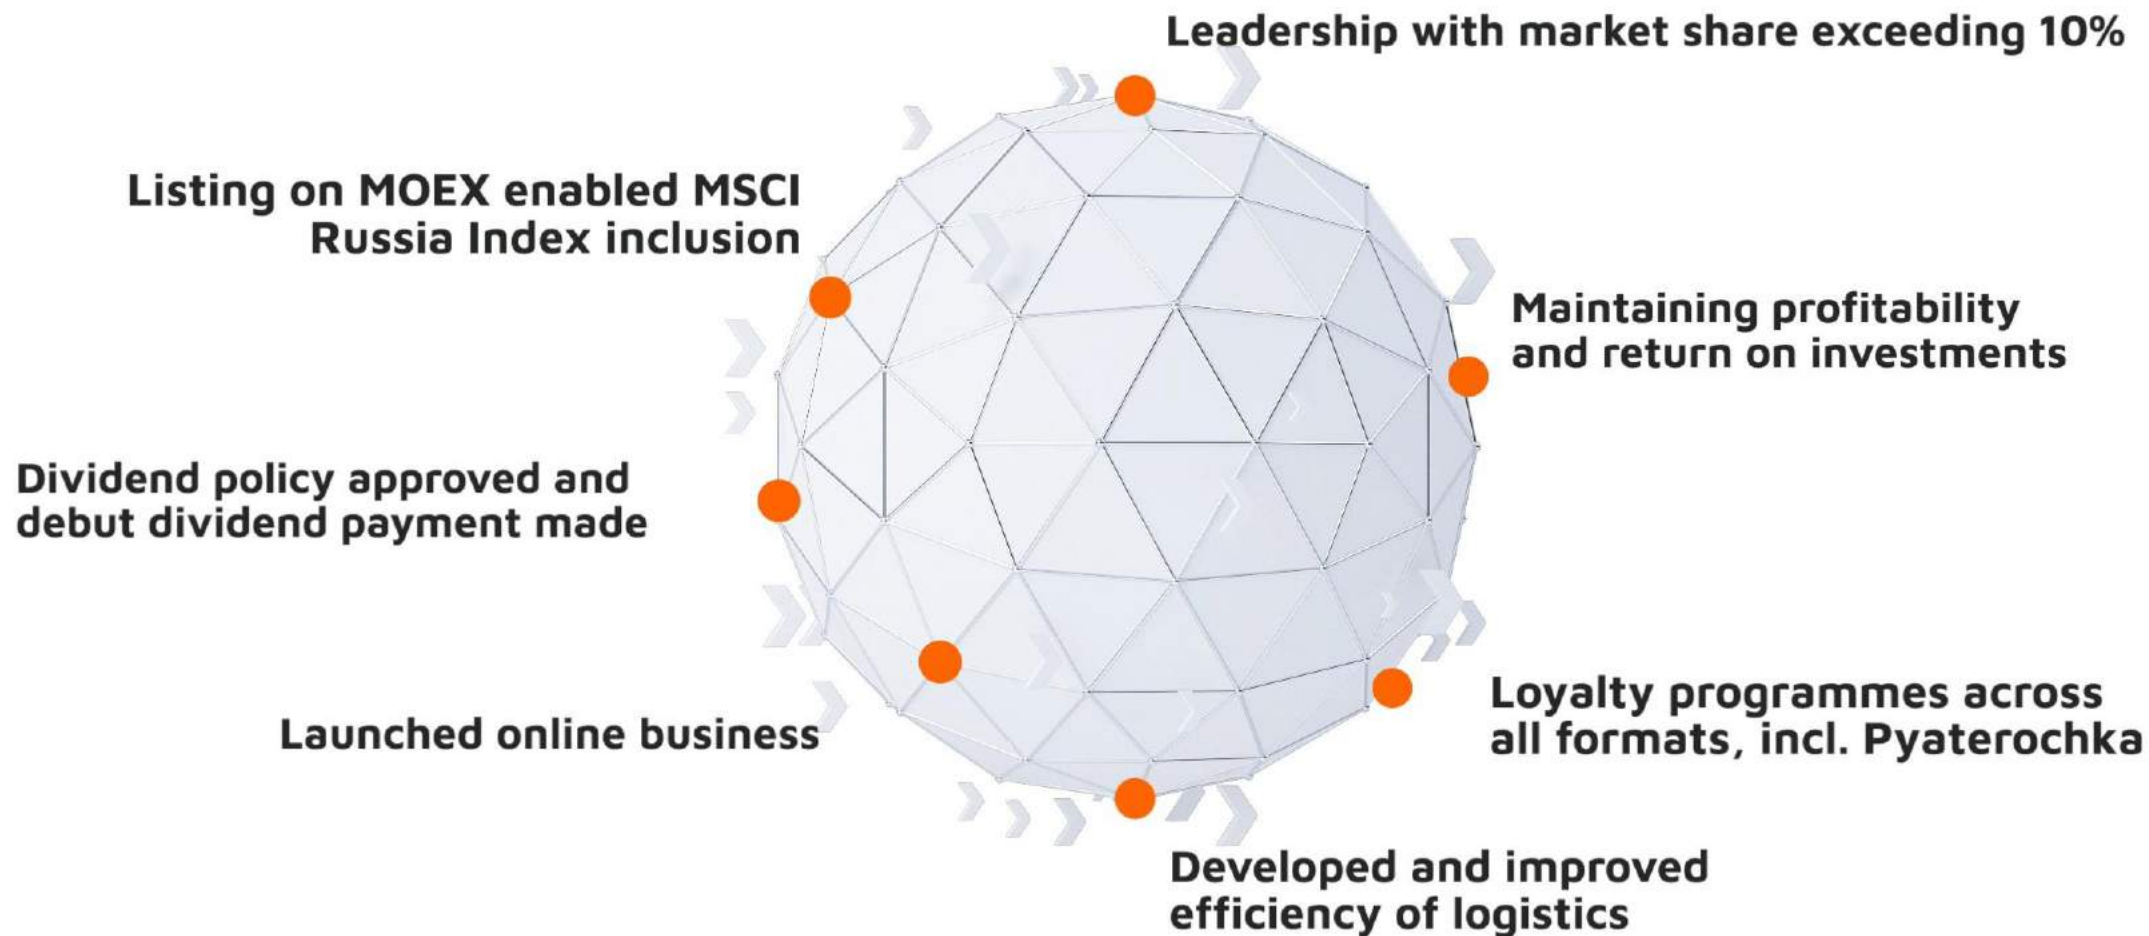 Leadership with market share exceeding 10%
Listing on MOEX enabled MSCI
Russia Index inclusion
Maintaining profitability
and return on investments
Dividend policy approved and
debut dividend payment made
Launched online business
Loyalty programmes across
all formats, incl. Pyaterochka
Developed and improved
efficiency of logistics